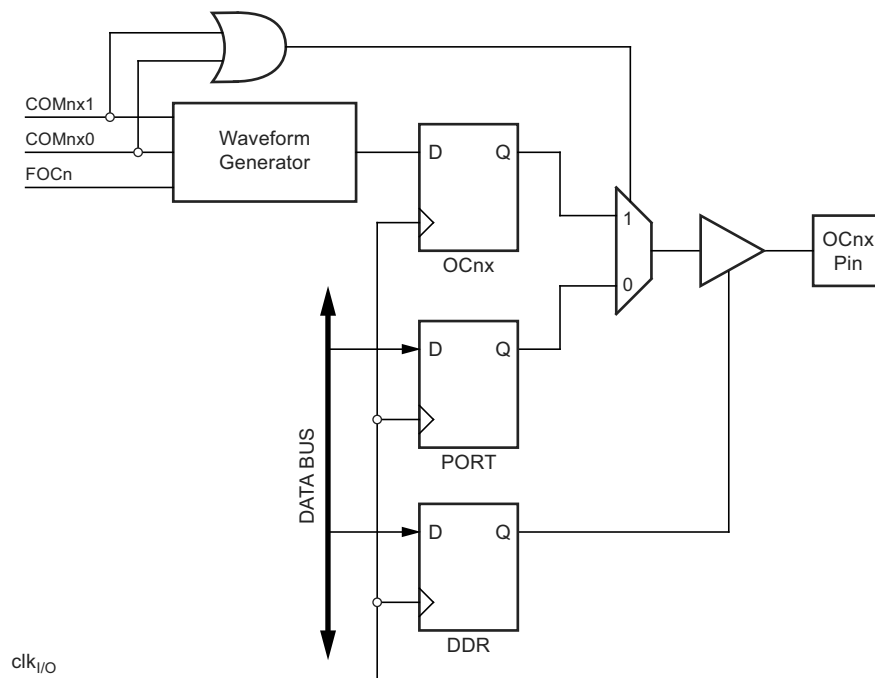 COMnx1
COMnx0
FOCn
Waveform
Generator
D
Q
OCnx
1
0
OCnx
Pin
D
Q
PORT
DATA BUS
D
Q
DDR
clkI/O